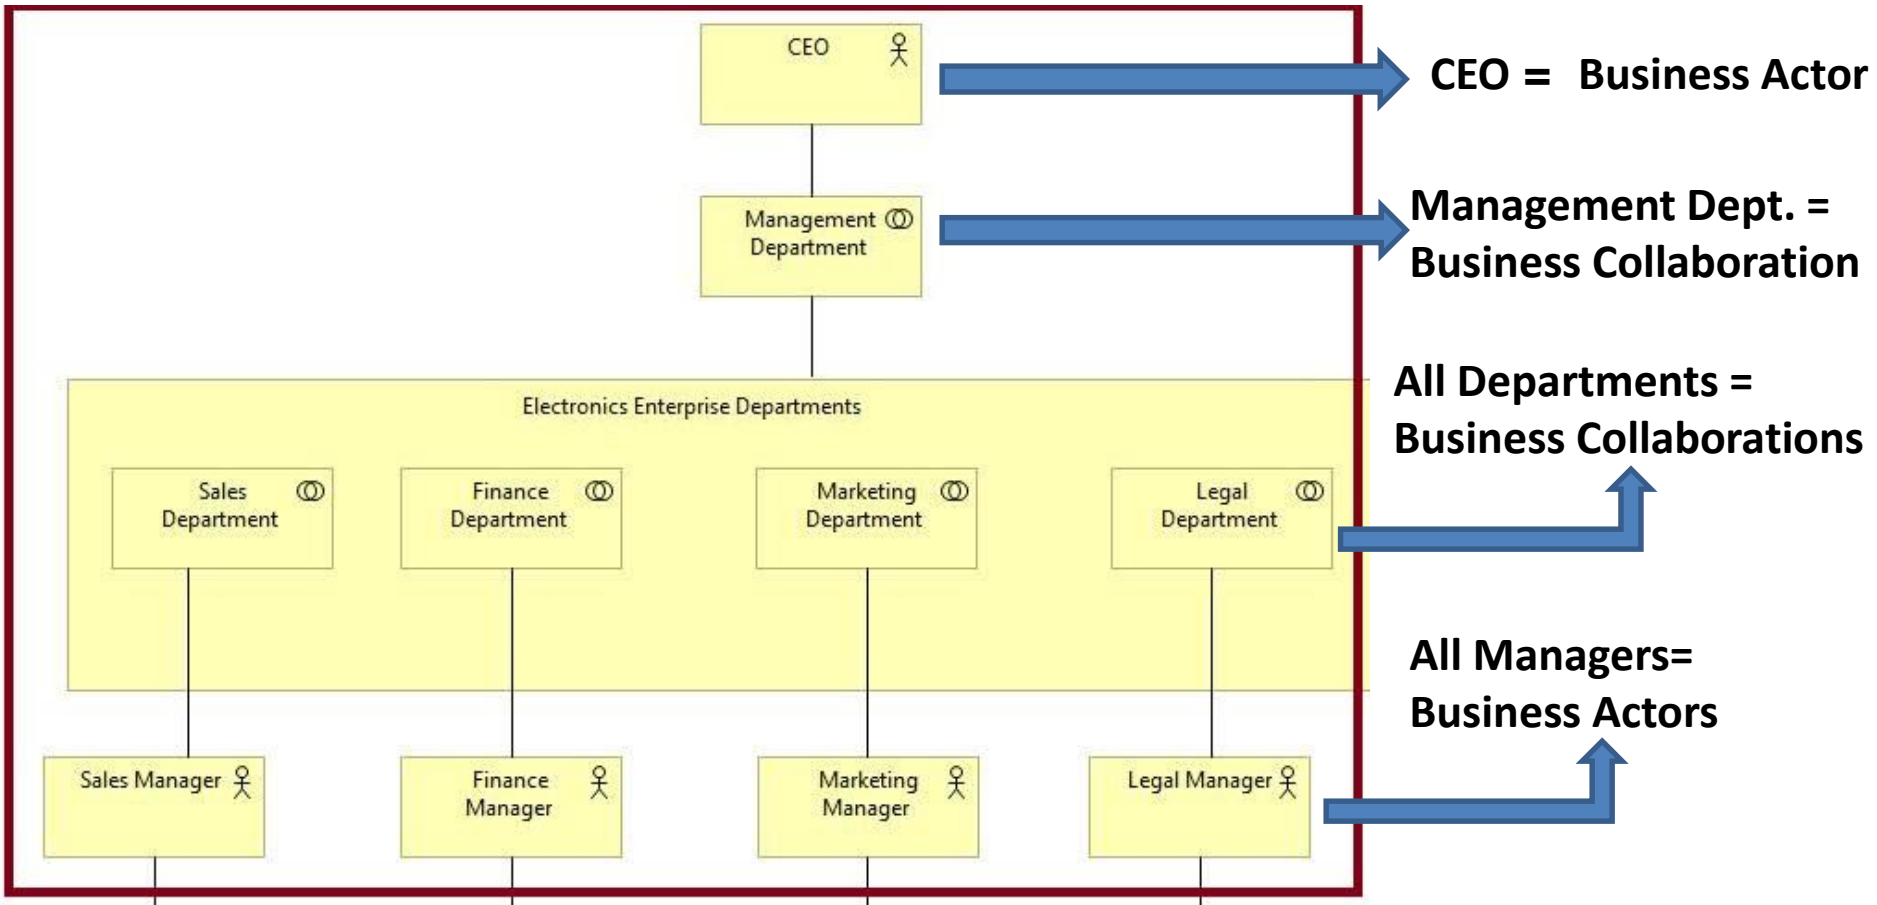 CEO
CEO = Business Actor
Management
Department
Management Dept. =
Business Collaboration
Electronics Enterprise Departments
All Departments =
Business Collaborations
Sales
Department
Finance
Department
Marketing
Department
Legal
Department
All Managers=
Business Actors
Sales Manager
Finance
Manager
Marketing
Manager
Legal Manager